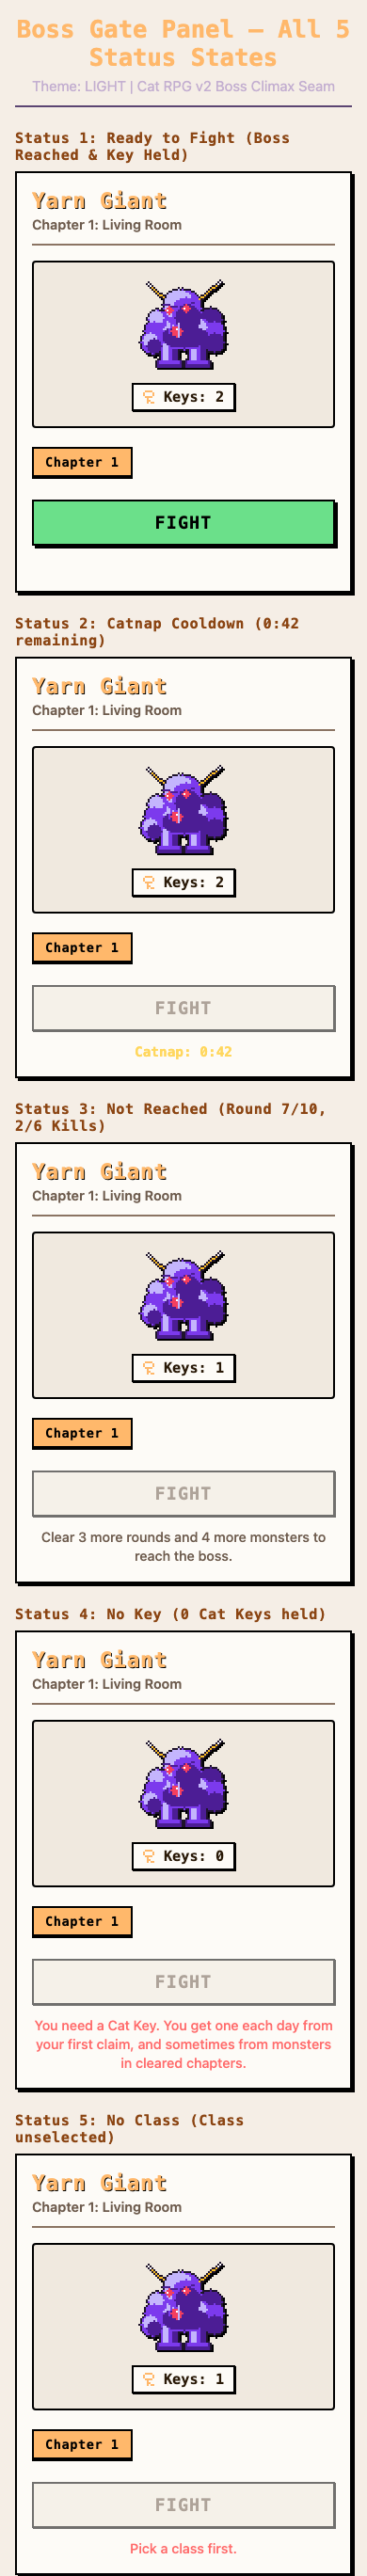 Boss Gate Panel — All 5
Status States
Theme: LIGHT | Cat RPG v2 Boss Climax Seam
Status 1: Ready to Fight (Boss
Reached & Key Held)
Yarn Giant
Chapter 1: Living Room
Keys: 2
Chapter 1
FIGHT
Status 2: Catnap Cooldown (0:42
remaining)
Yarn Giant
Chapter 1: Living Room
Keys: 2
Chapter 1
FIGHT
Catnap: 0:42
Status 3: Not Reached (Round 7/10,
2/6 Kills)
Yarn Giant
Chapter 1: Living Room
Keys: 1
Chapter 1
FIGHT
Clear 3 more rounds and 4 more monsters to
reach the boss.
Status 4: No Key (0 Cat Keys held)
Yarn Giant
Chapter 1: Living Room
Keys: 0
Chapter 1
FIGHT
You need a Cat Key. You get one each day from
your first claim, and sometimes from monsters
in cleared chapters.
Status 5: No Class (Class
unselected)
Yarn Giant
Chapter 1: Living Room
Keys: 1
Chapter 1
FIGHT
Pick a class first.